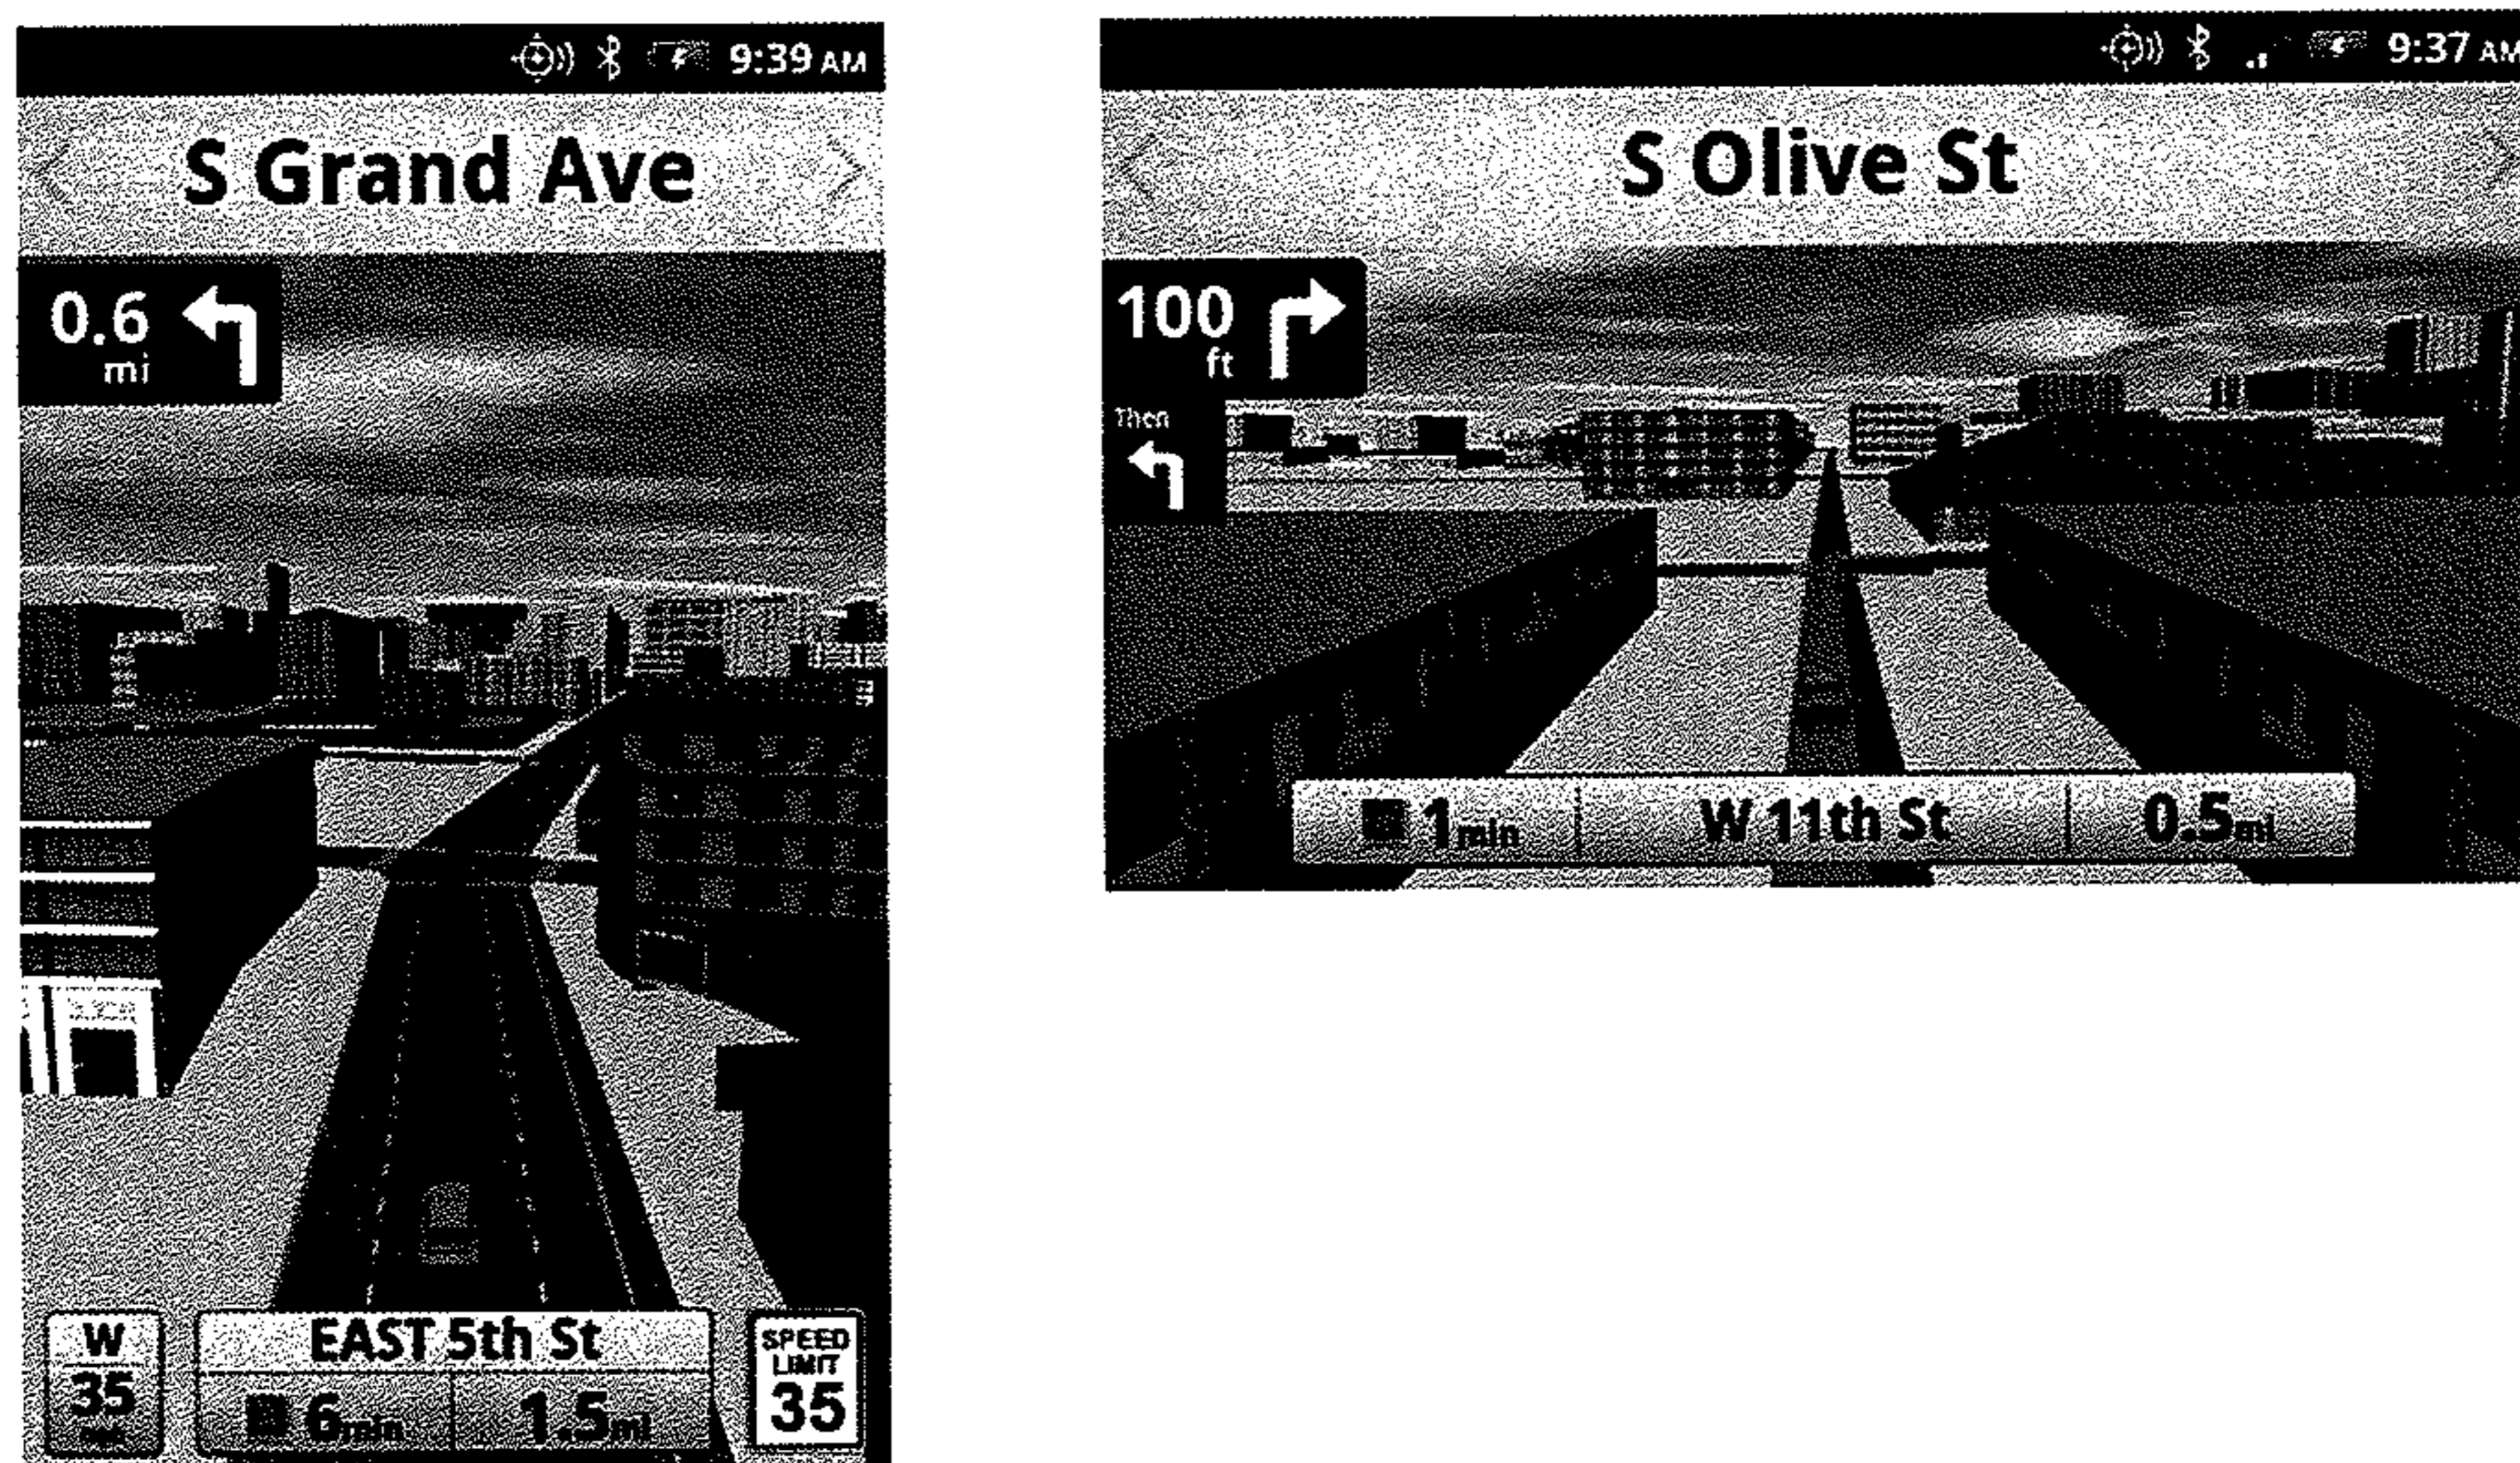 9:39 AM
S Grand Ave
0.6
mi
W
35
EAST 5th St
6min
1.5mi
SPEED
LIMIT
35
9:37 AM
S Olive St
100
ft
Then
1min
W 11th St
0.5mi